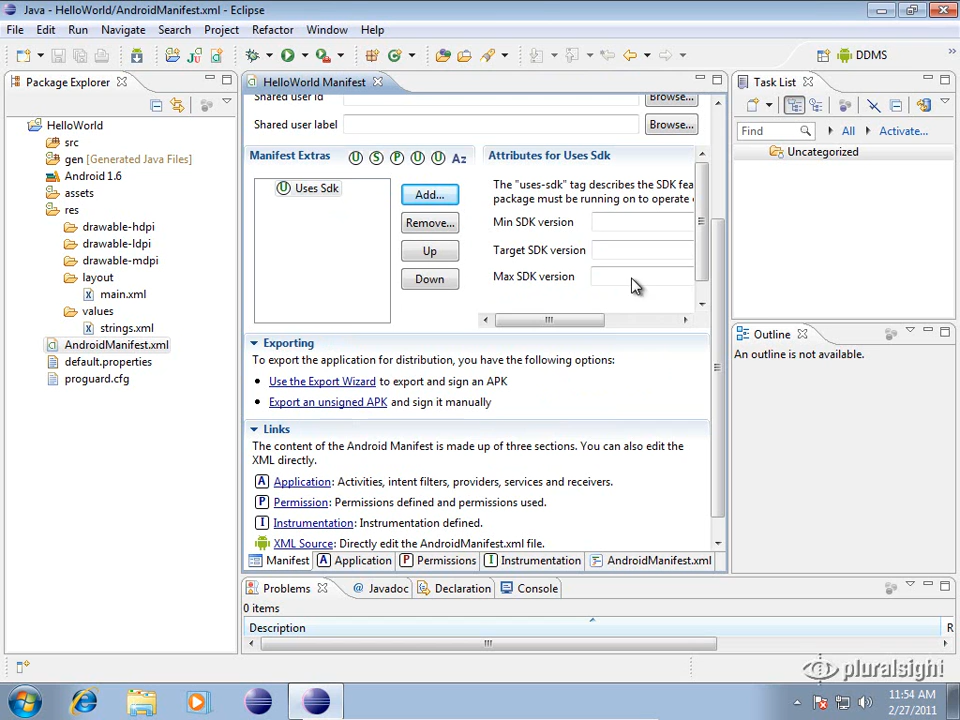 Java - HelloWorld/AndroidManifest.xml - Eclipse
File Edit Run Navigate Search Project Refactor Window Help
DDMS
Package Explorer
HelloWorld Manifest
Task List
Shared user id Browse...
HelloWorld
Shared user label Browse...
Find All Activate...
src
gen [Generated Java Files]
Manifest Extras U S P U U Az Attributes for Uses Sdk
Uncategorized
Android 1.6
assets
U Uses Sdk
Add...
The "uses-sdk" tag describes the SDK fea
package must be running on to operate
res
drawable-hdpi
Remove...
Min SDK version
drawable-ldpi
Up
Target SDK version
drawable-mdpi
layout
Down
Max SDK version
main.xml
values
strings.xml
AndroidManifest.xml
default.properties
proguard.cfg
Exporting
To export the application for distribution, you have the following options:
Use the Export Wizard to export and sign an APK
Export an unsigned APK and sign it manually
Links
The content of the Android Manifest is made up of three sections. You can also edit the
XML directly.
A Application: Activities, intent filters, providers, services and receivers.
P Permission: Permissions defined and permissions used.
I Instrumentation: Instrumentation defined.
XML Source: Directly edit the AndroidManifest.xml file.
Manifest A Application P Permissions I Instrumentation AndroidManifest.xml
Outline
An outline is not available.
Problems @ Javadoc Declaration Console
0 items
Description R
pluralsight
11:54 AM
2/27/2011